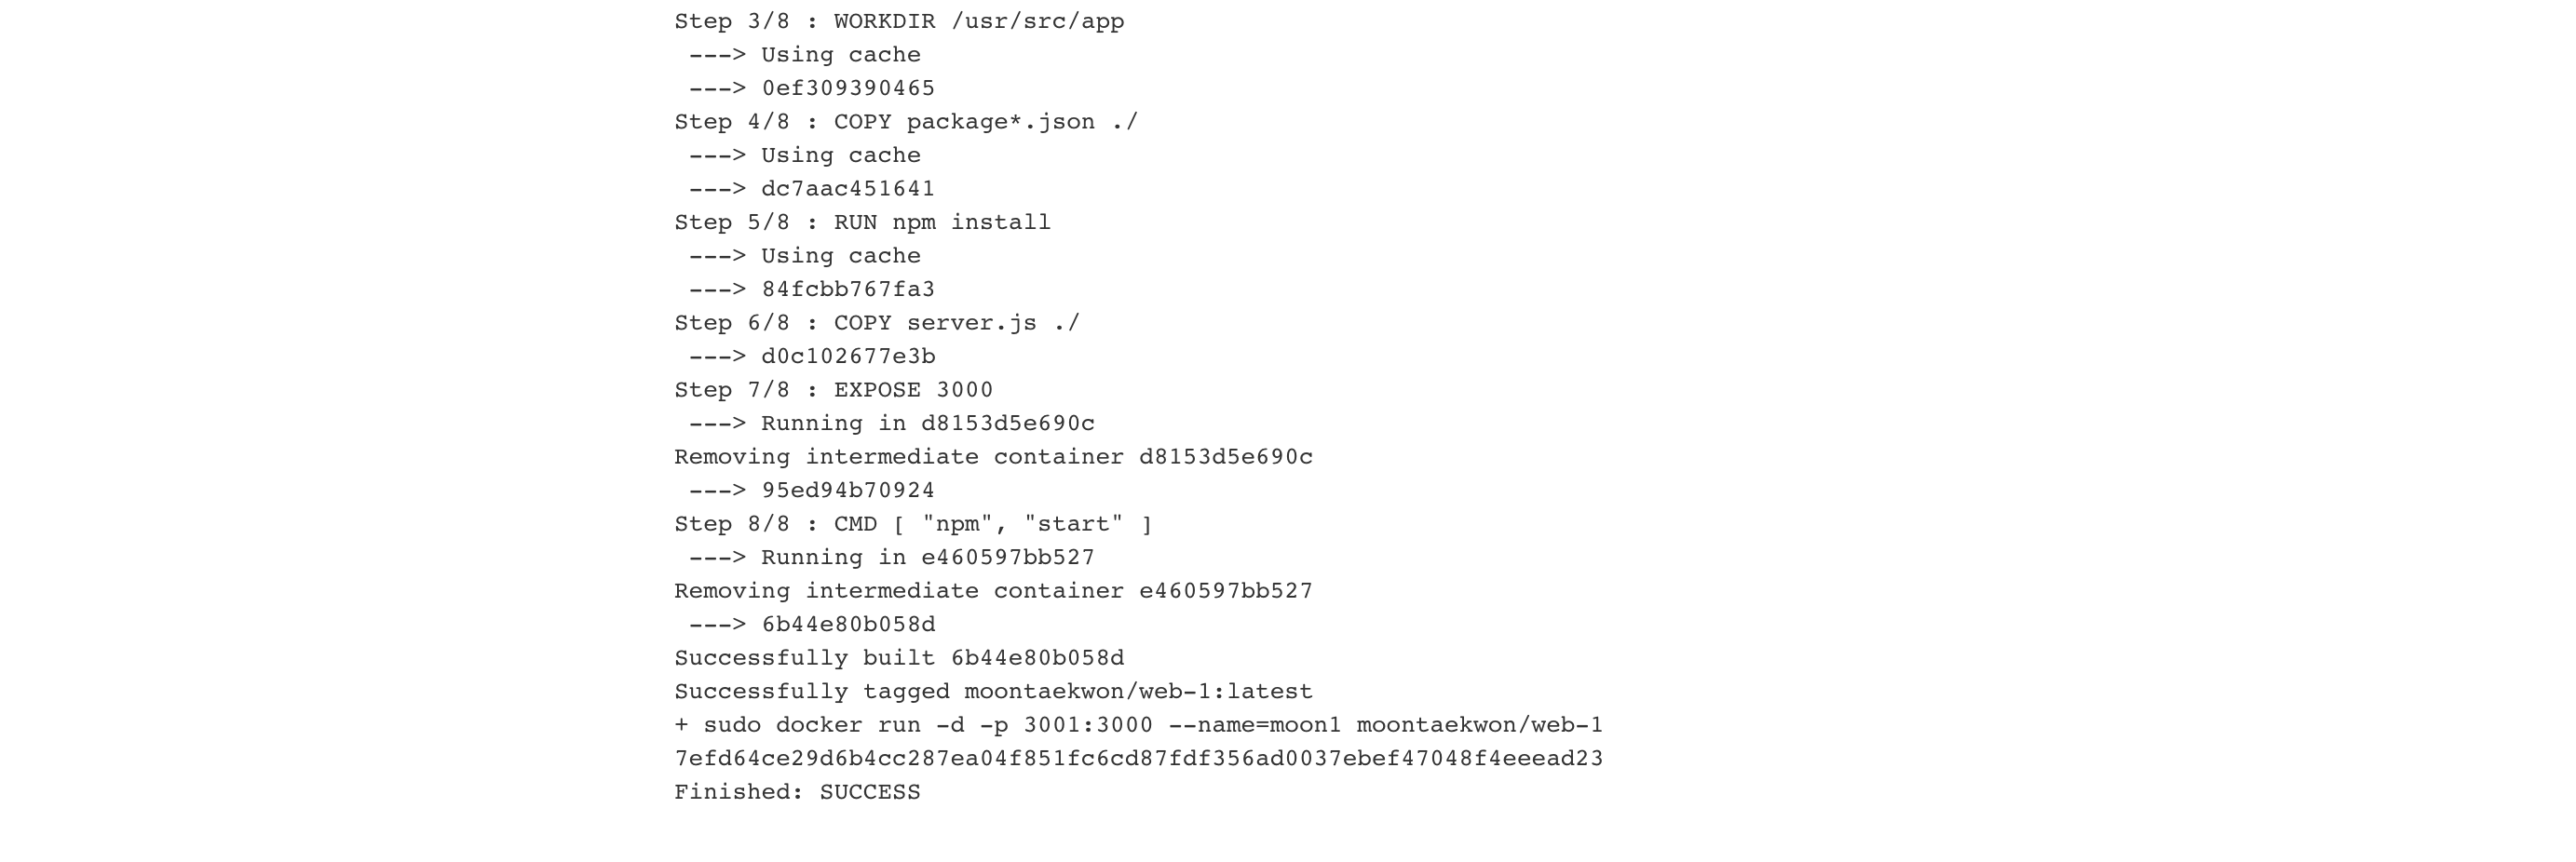 Step 3/8 : WORKDIR /usr/src/app
 ---> Using cache
 ---> 0ef309390465
Step 4/8 : COPY package*.json ./
 ---> Using cache
 ---> dc7aac451641
Step 5/8 : RUN npm install
 ---> Using cache
 ---> 84fcbb767fa3
Step 6/8 : COPY server.js ./
 ---> d0c102677e3b
Step 7/8 : EXPOSE 3000
 ---> Running in d8153d5e690c
Removing intermediate container d8153d5e690c
 ---> 95ed94b70924
Step 8/8 : CMD [ "npm", "start" ]
 ---> Running in e460597bb527
Removing intermediate container e460597bb527
 ---> 6b44e80b058d
Successfully built 6b44e80b058d
Successfully tagged moontaekwon/web-1:latest
+ sudo docker run -d -p 3001:3000 --name=moon1 moontaekwon/web-1
7efd64ce29d6b4cc287ea04f851fc6cd87fdf356ad0037ebef47048f4eeead23
Finished: SUCCESS